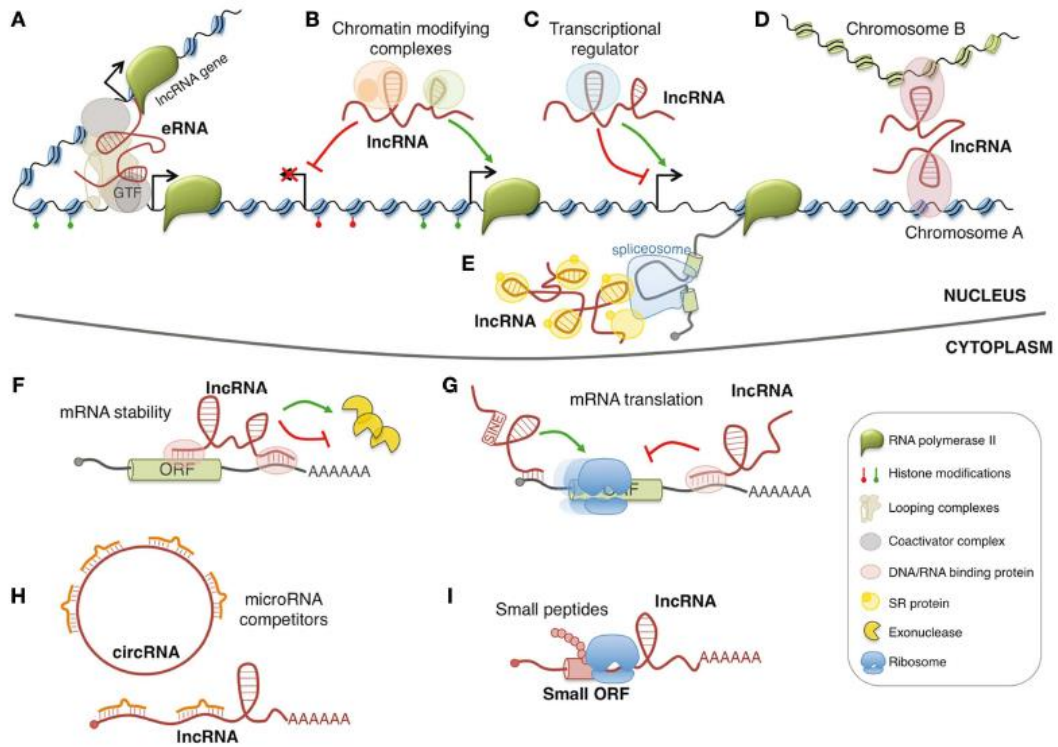 A
lncRNA gene
eRNA
GTF
B
Chromatin modifying
complexes
lncRNA
C
Transcriptional
regulator
lncRNA
D
Chromosome B
lncRNA
Chromosome A
E
spliceosome
lncRNA
NUCLEUS
CYTOPLASM
F
lncRNA
mRNA stability
ORF
AAAAAA
G
lncRNA
mRNA translation
SINE
ORF
AAAAAA
H
microRNA
competitors
circRNA
AAAAAA
lncRNA
I
lncRNA
Small peptides
AAAAAA
Small ORF
RNA polymerase II
Histone modifications
Looping complexes
Coactivator complex
DNA/RNA binding protein
SR protein
Exonuclease
Ribosome